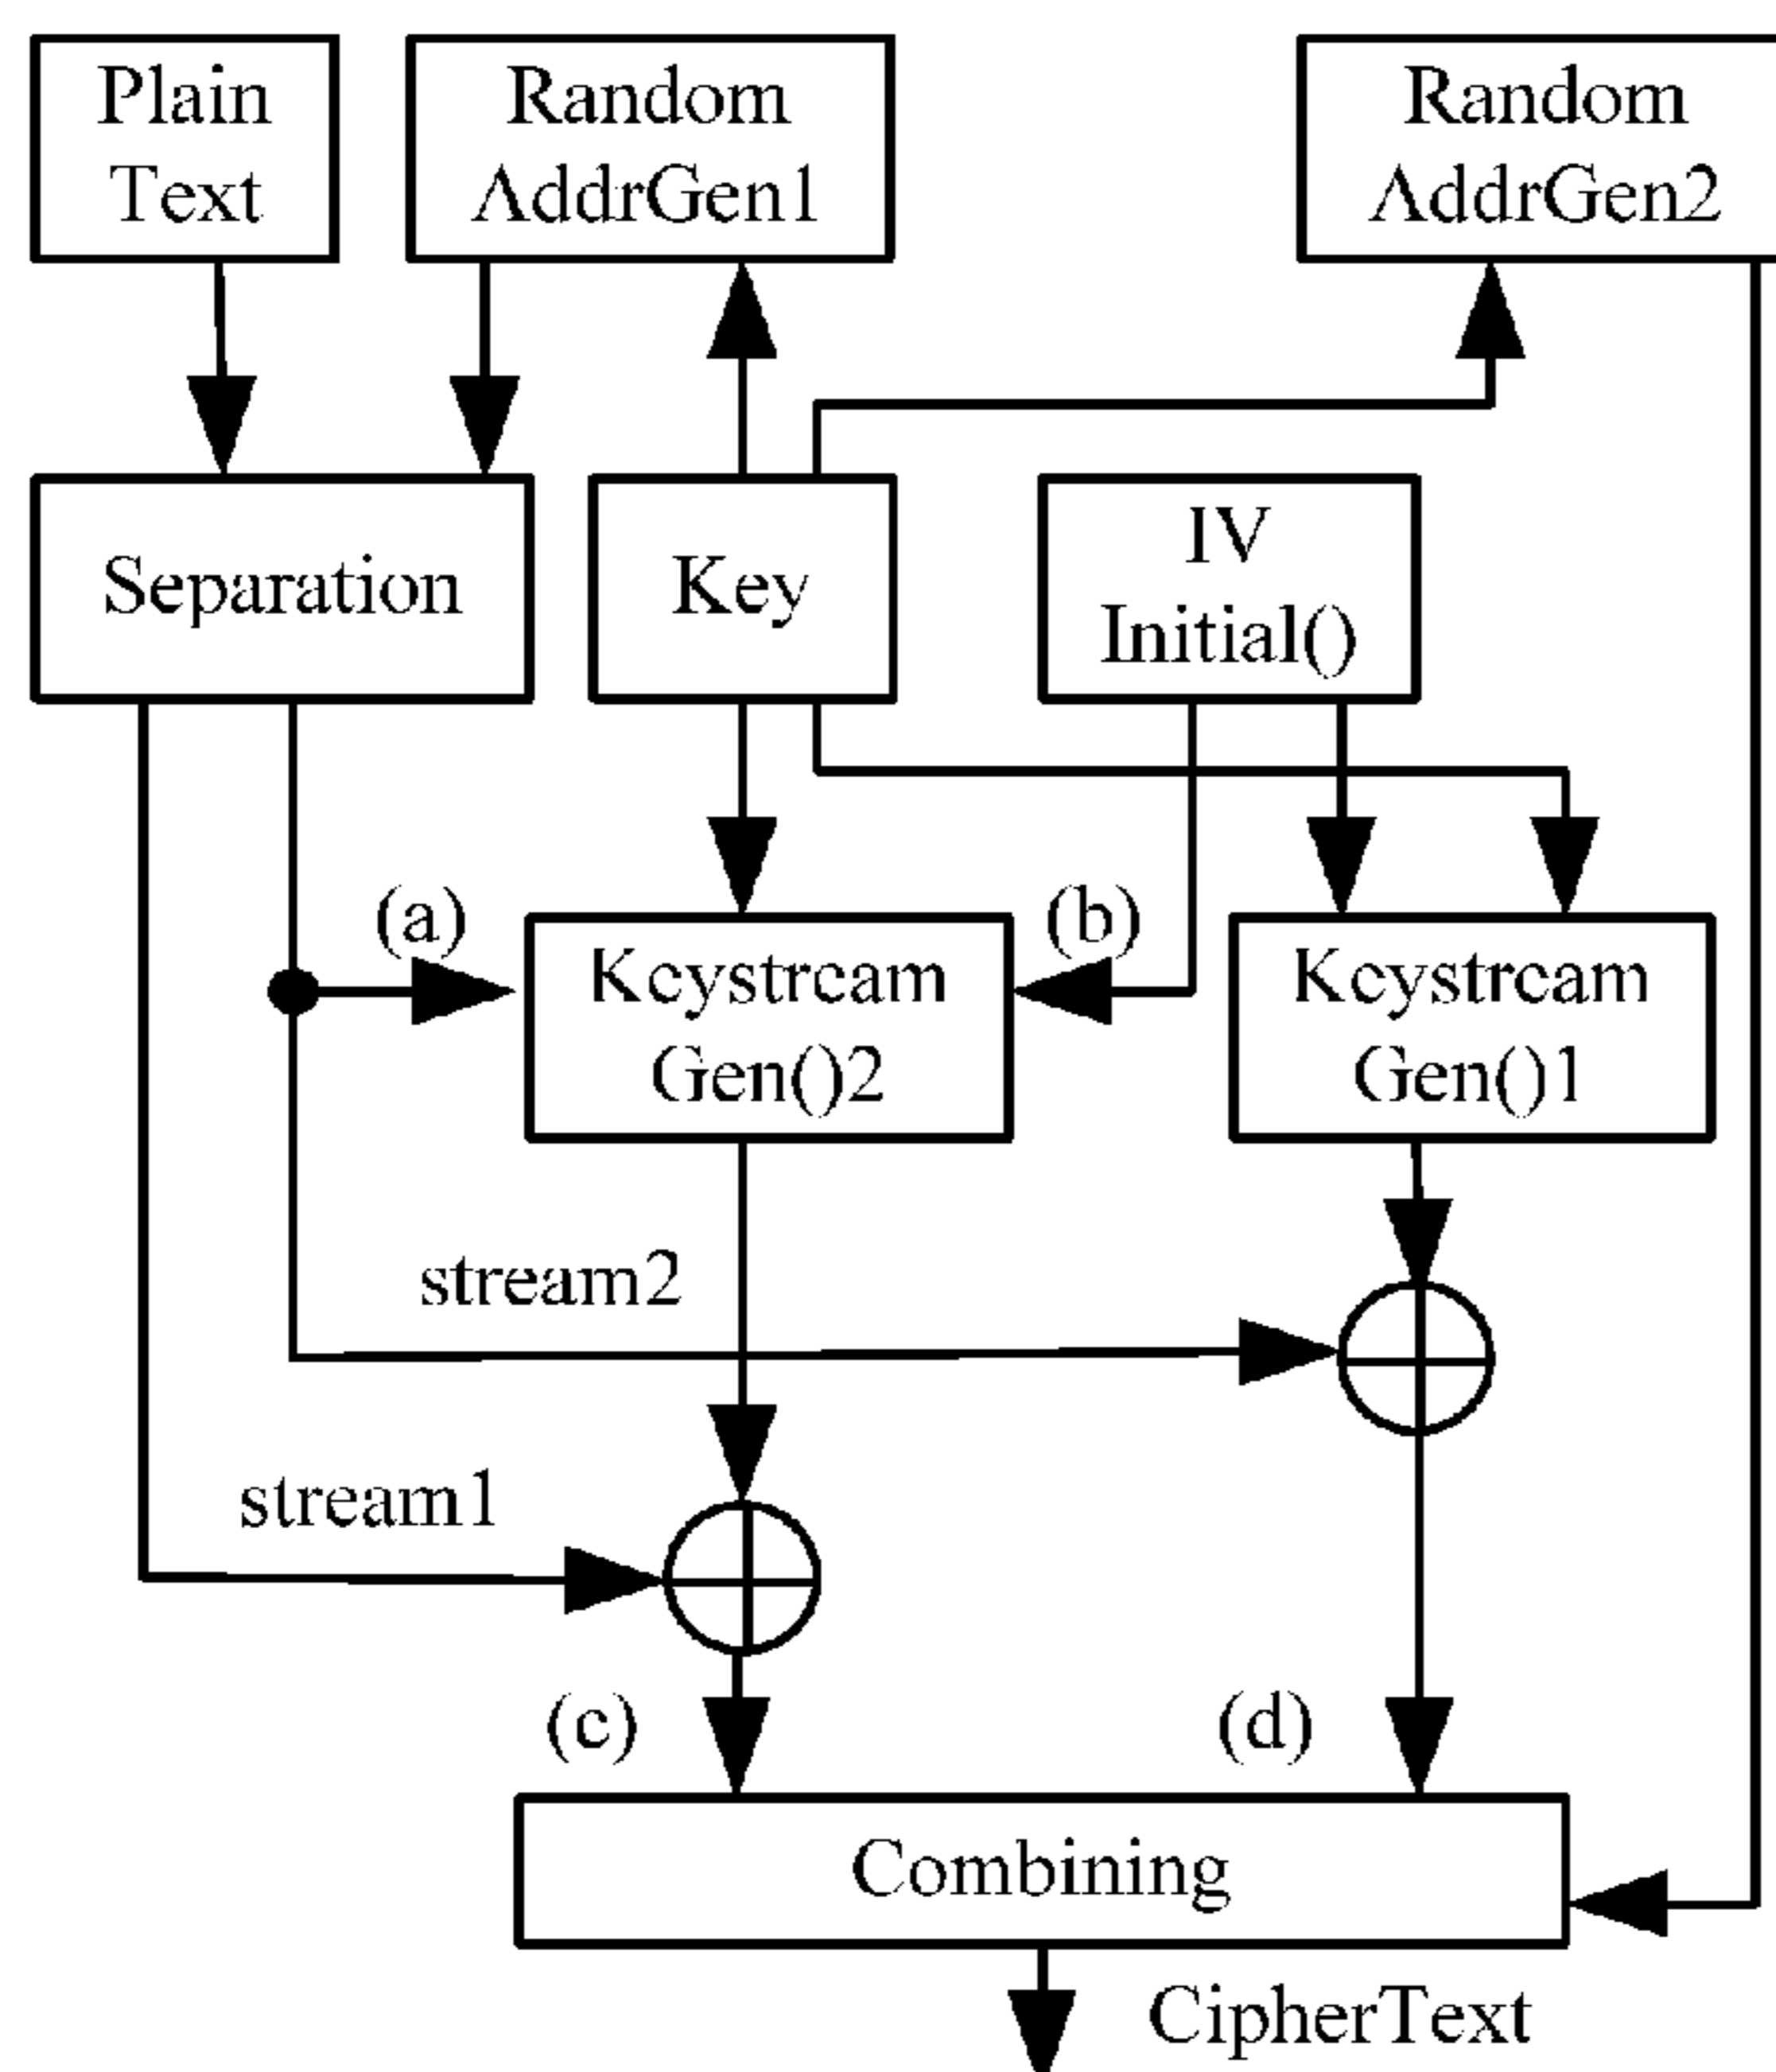 Plain
Text
Random
AddrGen1
Random
AddrGen2
Separation
Key
IV
Initial()
(a)
(b)
Keystream
Gen()2
Keystream
Gen()1
stream2
stream1
(c)
(d)
Combining
CipherText